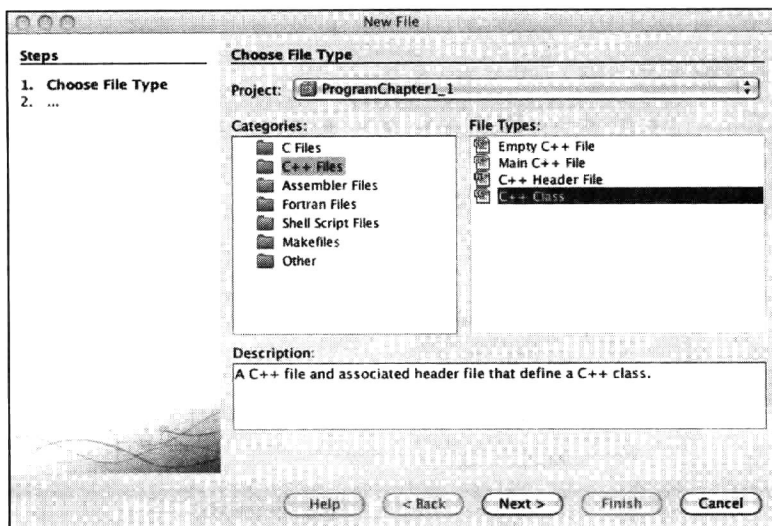 New File
Steps
1. Choose File Type
2. ...
Choose File Type
Project: ProgramChapter1_1
Categories:
C Files
C++ Files
Assembler Files
Fortran Files
Shell Script Files
Makefiles
Other
File Types:
Empty C++ File
Main C++ File
C++ Header File
C++ Class
Description:
A C++ file and associated header file that define a C++ class.
Help
< Back
Next >
Finish
Cancel